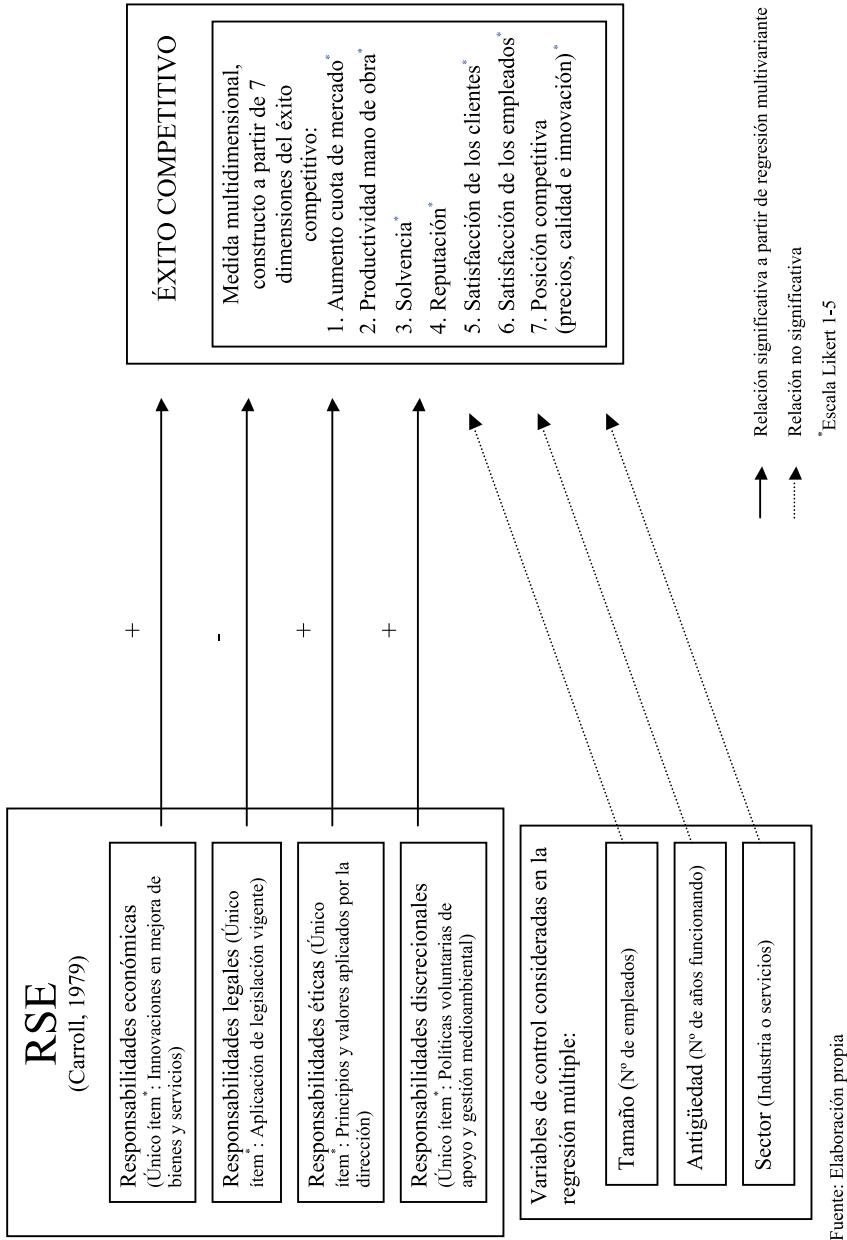 RSE
(Carroll, 1979)
Responsabilidades económicas
(Único ítem*: Innovaciones en mejora de
bienes y servicios)
Responsabilidades legales (Único
ítem*: Aplicación de legislación vigente)
Responsabilidades éticas (Único
ítem*: Principios y valores aplicados por la
dirección)
Responsabilidades discrecionales
(Único ítem*: Políticas voluntarias de
apoyo y gestión medioambiental)
+
-
+
+
ÉXITO COMPETITIVO
Medida multidimensional,
constructo a partir de 7
dimensiones del éxito
competitivo:
1. Aumento cuota de mercado*
2. Productividad mano de obra*
3. Solvencia*
4. Reputación*
5. Satisfacción de los clientes*
6. Satisfacción de los empleados*
7. Posición competitiva
(precios, calidad e innovación)*
Variables de control consideradas en la
regresión múltiple:
Tamaño (Nº de empleados)
Antigüedad (Nº de años funcionando)
Sector (Industria o servicios)
Relación significativa a partir de regresión multivariante
Relación no significativa
*Escala Likert 1-5
Fuente: Elaboración propia